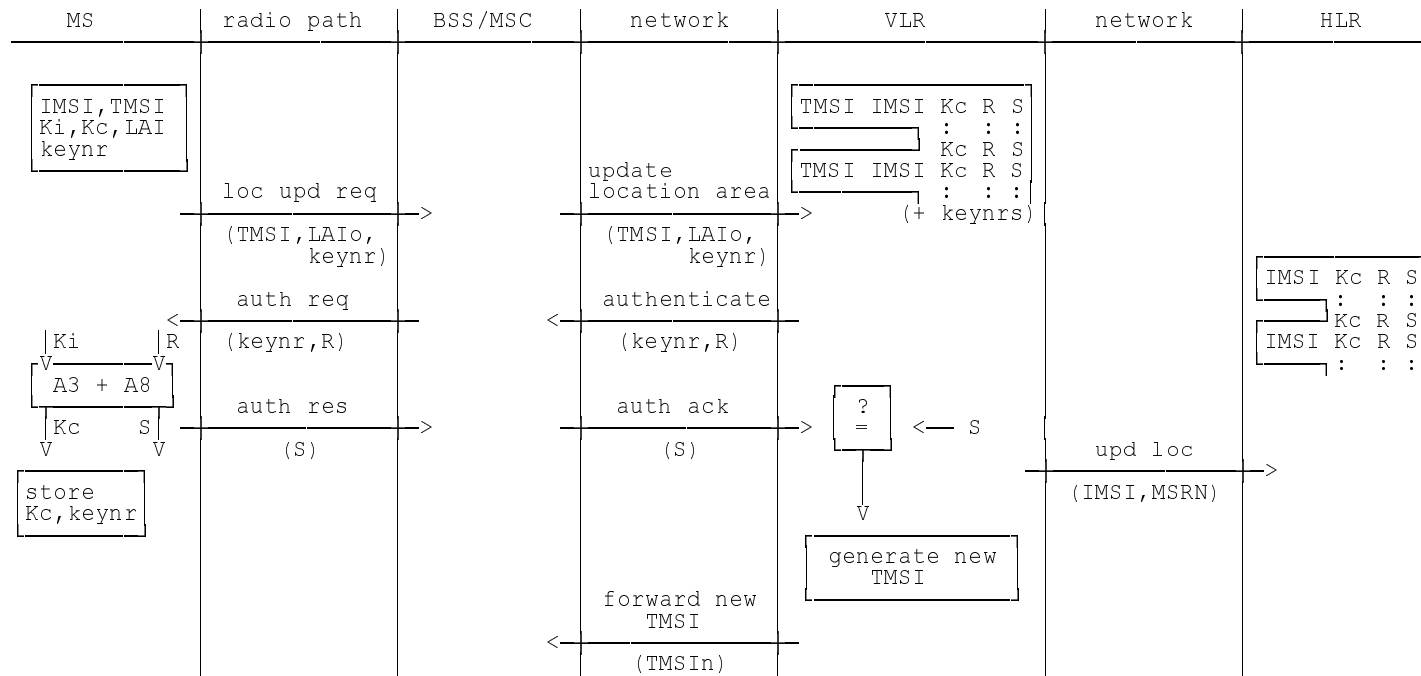 MS radio path BSS/MSC network VLR network HLR
IMSI,TMSI TMSI IMSI Kc R S
Ki,Kc,LAI : : :
keynr Kc R S
update TMSI IMSI Kc R S
loc upd req location area : : :
> > (+ keynrs)
(TMSI,LAIo, (TMSI,LAIo,
keynr) keynr)
IMSI Kc R S
auth req authenticate : : :
< < Kc R S
Ki R (keynr,R) (keynr,R) IMSI Kc R S
V V : : :
A3 + A8
auth res auth ack ?
Kc S > > = < S
V V (S) (S) upd loc
>
store (IMSI,MSRN)
Kc,keynr V
generate new
TMSI
forward new
TMSI
<
(TMSIn)